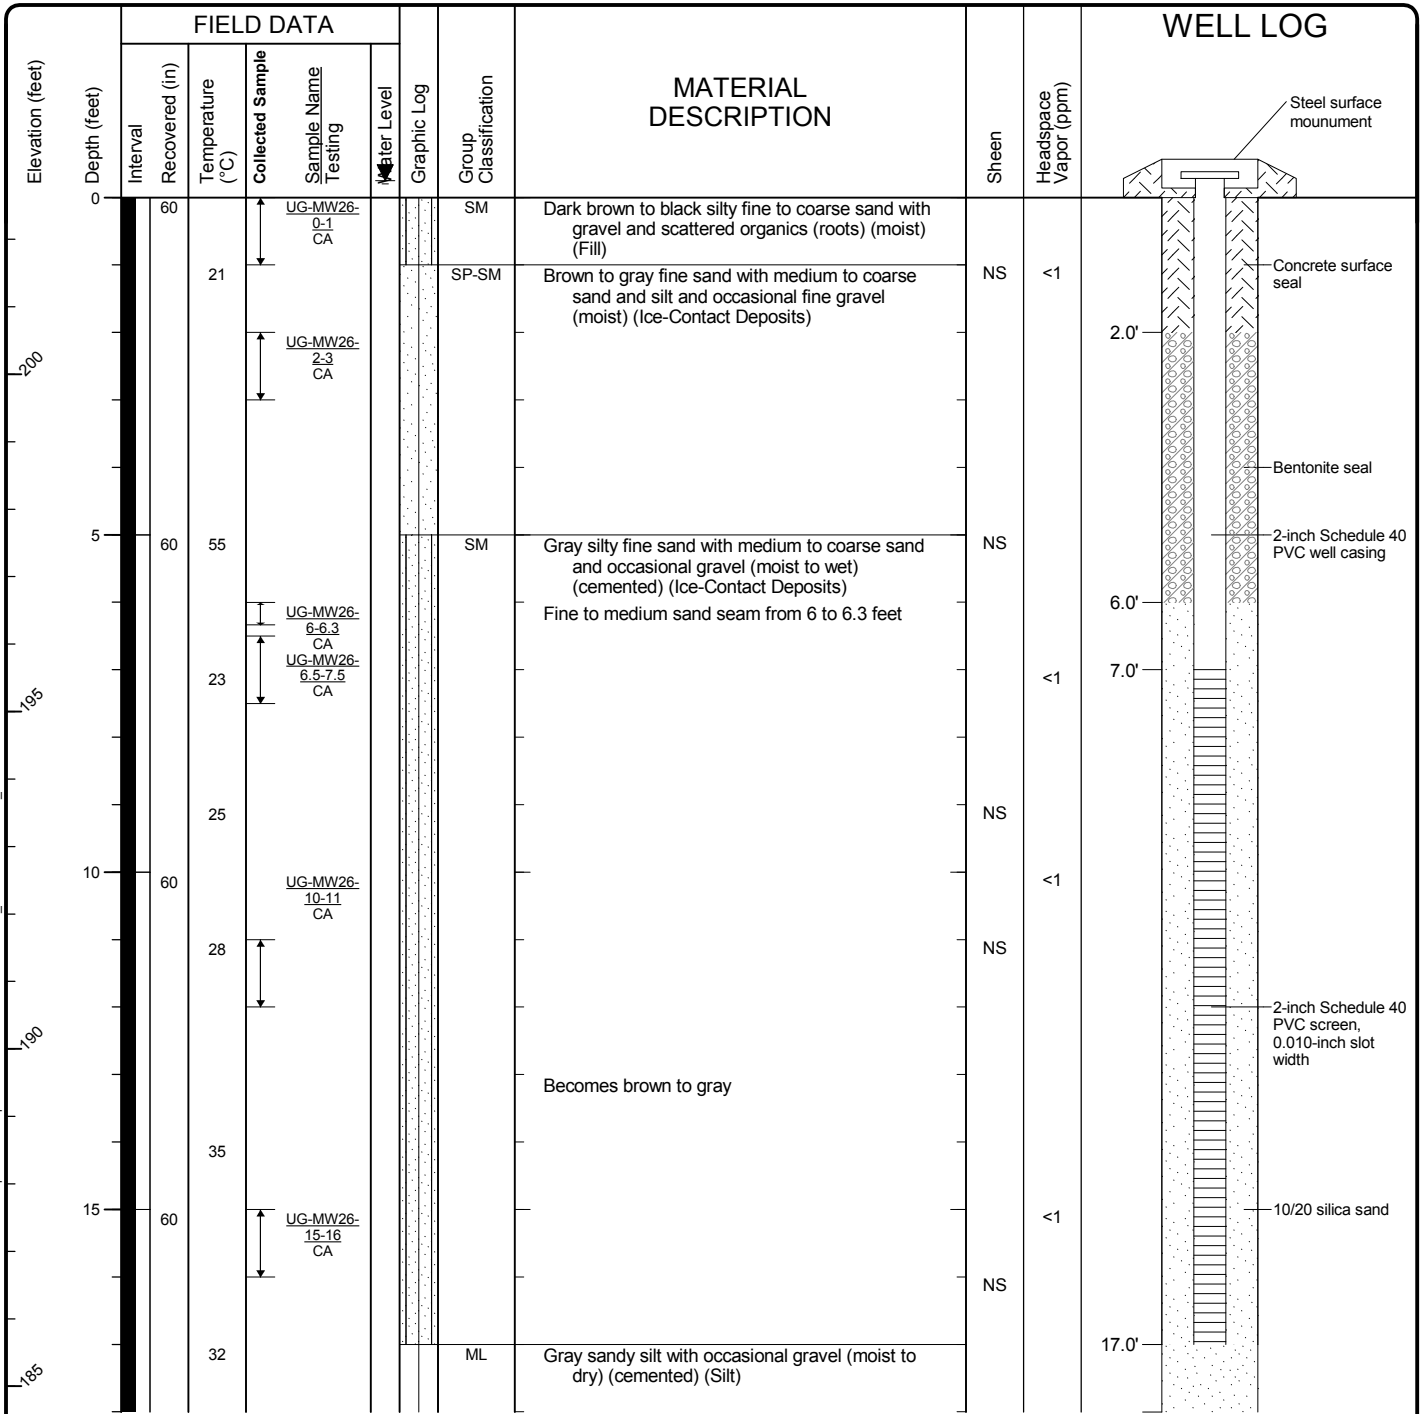 FIELD DATA
WELL LOG
Elevation (feet)
Depth (feet)
Interval
Recovered (in)
Temperature
(°C)
Collected Sample
Sample Name
Testing
Water Level
Graphic Log
Group
Classification
MATERIAL
DESCRIPTION
Sheen
Headspace
Vapor (ppm)
Steel surface
mounument
0
60
UG-MW26-
0-1
CA
SM
Dark brown to black silty fine to coarse sand with
gravel and scattered organics (roots) (moist)
(Fill)
21
SP-SM
Brown to gray fine sand with medium to coarse
sand and silt and occasional fine gravel
(moist) (Ice-Contact Deposits)
NS
<1
Concrete surface
seal
2.0'
UG-MW26-
2-3
CA
200
Bentonite seal
5
60
55
SM
Gray silty fine sand with medium to coarse sand
and occasional gravel (moist to wet)
(cemented) (Ice-Contact Deposits)
NS
2-inch Schedule 40
PVC well casing
6.0'
UG-MW26-
6-6.3
CA
Fine to medium sand seam from 6 to 6.3 feet
UG-MW26-
6.5-7.5
CA
23
<1
7.0'
195
25
NS
10
60
UG-MW26-
10-11
CA
<1
28
NS
2-inch Schedule 40
PVC screen,
0.010-inch slot
width
190
Becomes brown to gray
35
15
60
UG-MW26-
15-16
CA
<1
10/20 silica sand
NS
17.0'
32
ML
Gray sandy silt with occasional gravel (moist to
dry) (cemented) (Silt)
185